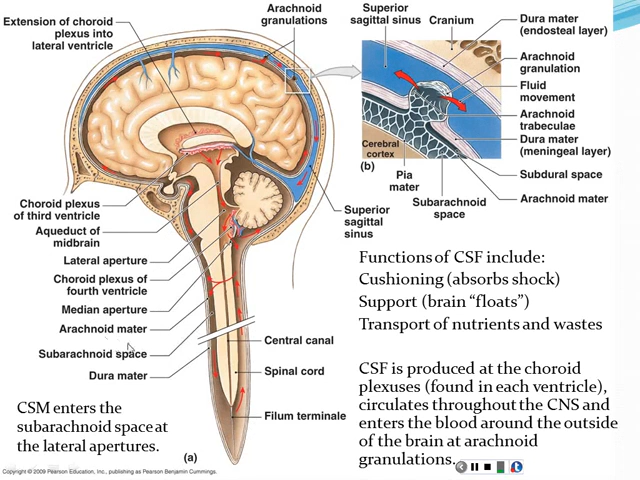 Extension of choroid
plexus into
lateral ventricle
Arachnoid
granulations
Superior
sagittal sinus
Cranium
Dura mater
(endosteal layer)
Arachnoid
granulation
Fluid
movement
Arachnoid
trabeculae
Dura mater
(meningeal layer)
Subdural space
Arachnoid mater
Cerebral
cortex
(b)
Pia
mater
Subarachnoid
space
Choroid plexus
of third ventricle
Aqueduct of
midbrain
Lateral aperture
Choroid plexus of
fourth ventricle
Median aperture
Arachnoid mater
Subarachnoid space
Dura mater
Superior
sagittal
sinus
Central canal
Spinal cord
Filum terminale
(a)
Functions of CSF include:
Cushioning (absorbs shock)
Support (brain “floats”)
Transport of nutrients and wastes
CSF is produced at the choroid
plexuses (found in each ventricle),
circulates throughout the CNS and
enters the blood around the outside
of the brain at arachnoid
granulations.
CSM enters the
subarachnoid space at
the lateral apertures.
Copyright © 2009 Pearson Education, Inc., publishing as Pearson Benjamin Cummings.